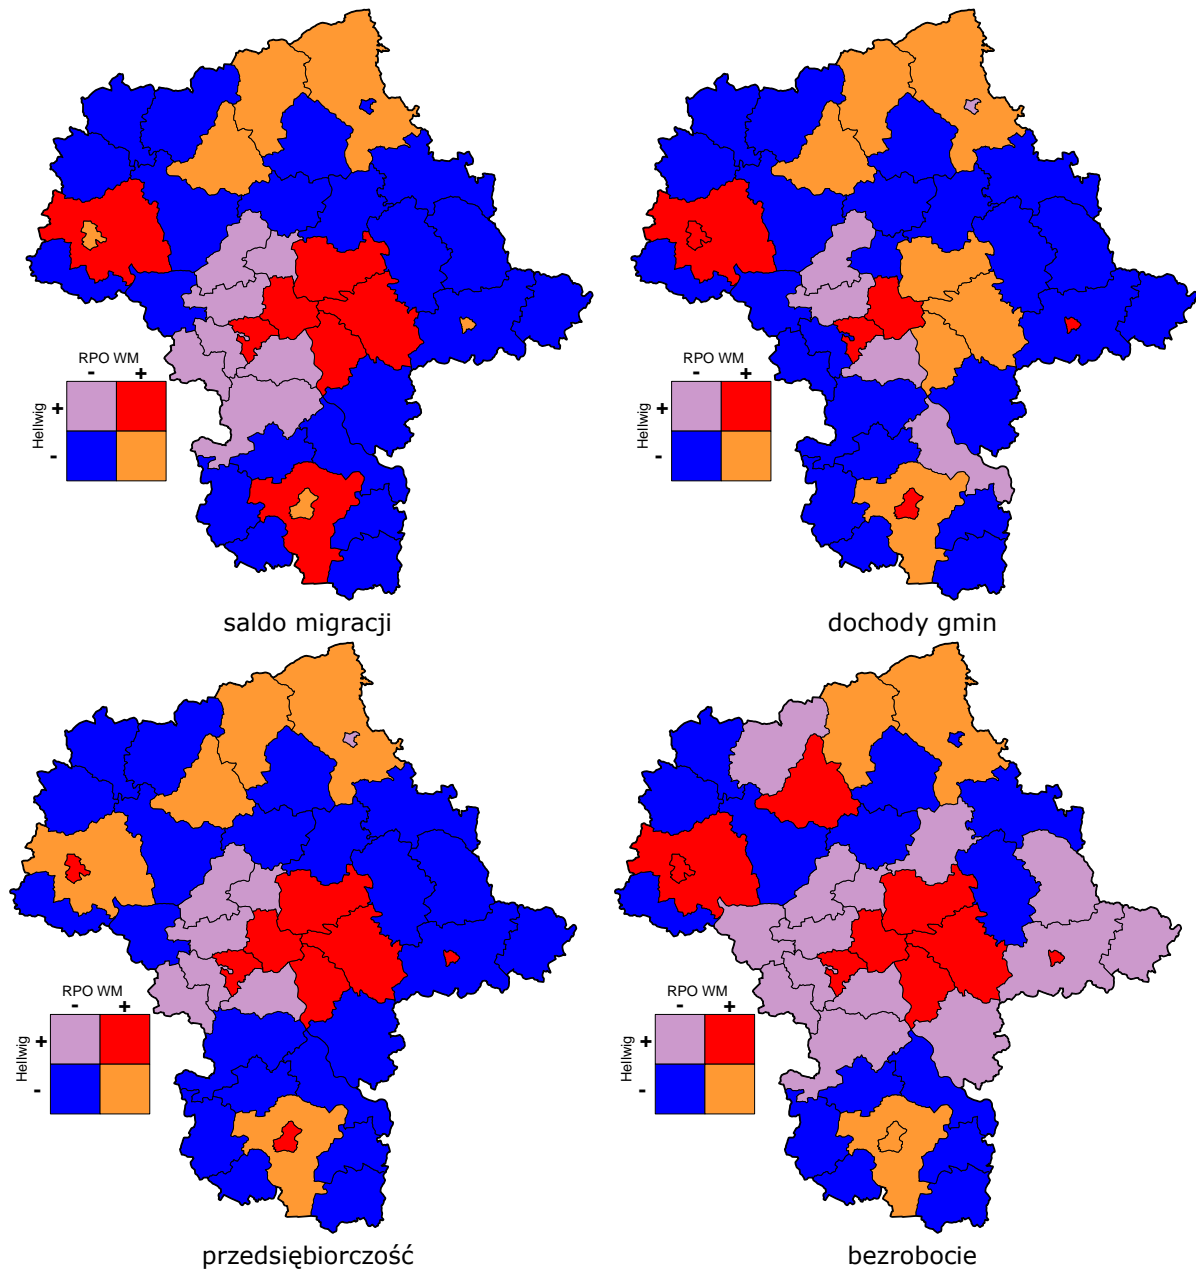 RPO WM
- +
Hellwig
+
-
saldo migracji
RPO WM
- +
Hellwig
+
-
dochody gmin
RPO WM
- +
Hellwig
+
-
przedsiębiorczość
RPO WM
- +
Hellwig
+
-
bezrobocie